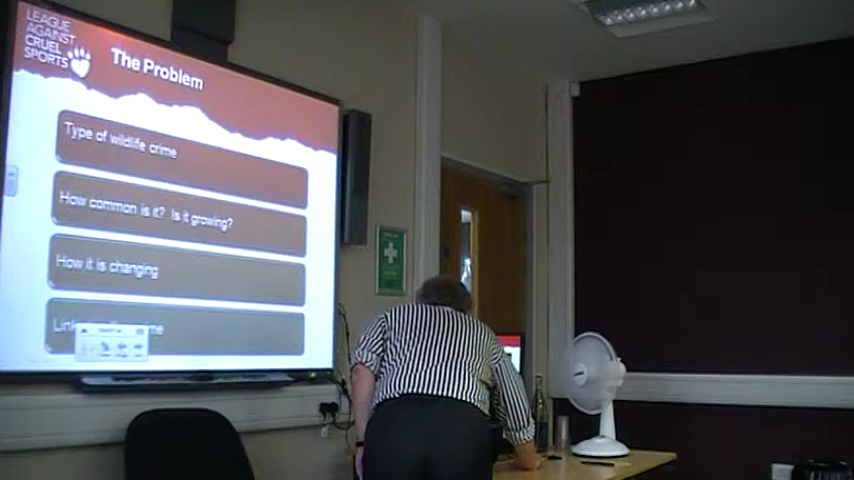 LEAGUE
AGAINST
CRUEL
SPORTS
The Problem
Type of wildlife crime
How common is it? Is it growing?
How it is changing